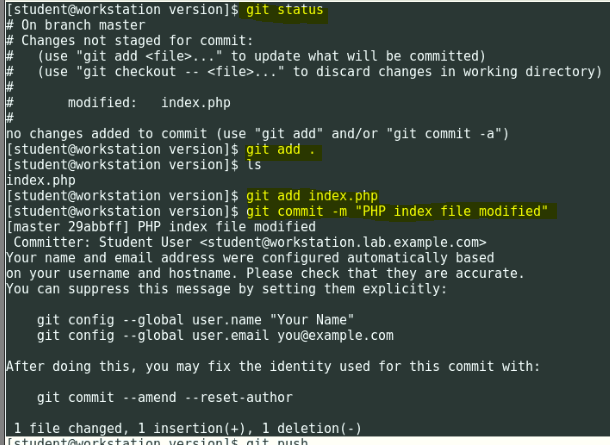 [student@workstation version]$ git status
# On branch master
# Changes not staged for commit:
#   (use "git add <file>..." to update what will be committed)
#   (use "git checkout -- <file>..." to discard changes in working directory)
#
#       modified:   index.php
#
no changes added to commit (use "git add" and/or "git commit -a")
[student@workstation version]$ git add .
[student@workstation version]$ ls
index.php
[student@workstation version]$ git add index.php
[student@workstation version]$ git commit -m "PHP index file modified"
[master 29abbff] PHP index file modified
 Committer: Student User <student@workstation.lab.example.com>
Your name and email address were configured automatically based
on your username and hostname. Please check that they are accurate.
You can suppress this message by setting them explicitly:

    git config --global user.name "Your Name"
    git config --global user.email you@example.com

After doing this, you may fix the identity used for this commit with:

    git commit --amend --reset-author

 1 file changed, 1 insertion(+), 1 deletion(-)
[student@workstation version]$ git push